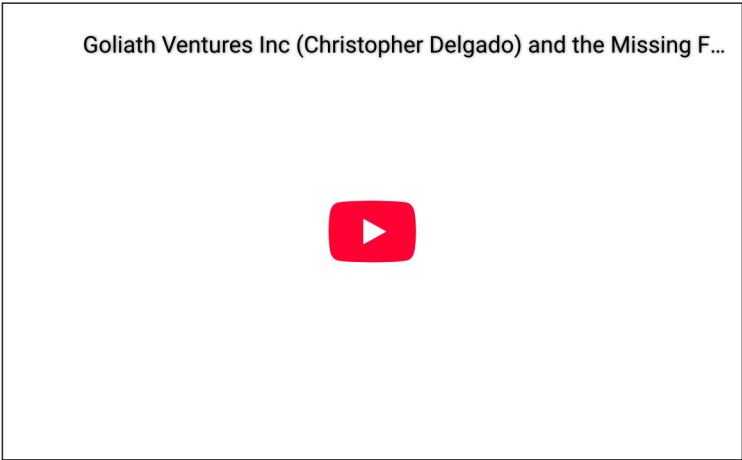 Goliath Ventures Inc (Christopher Delgado) and the Missing F...